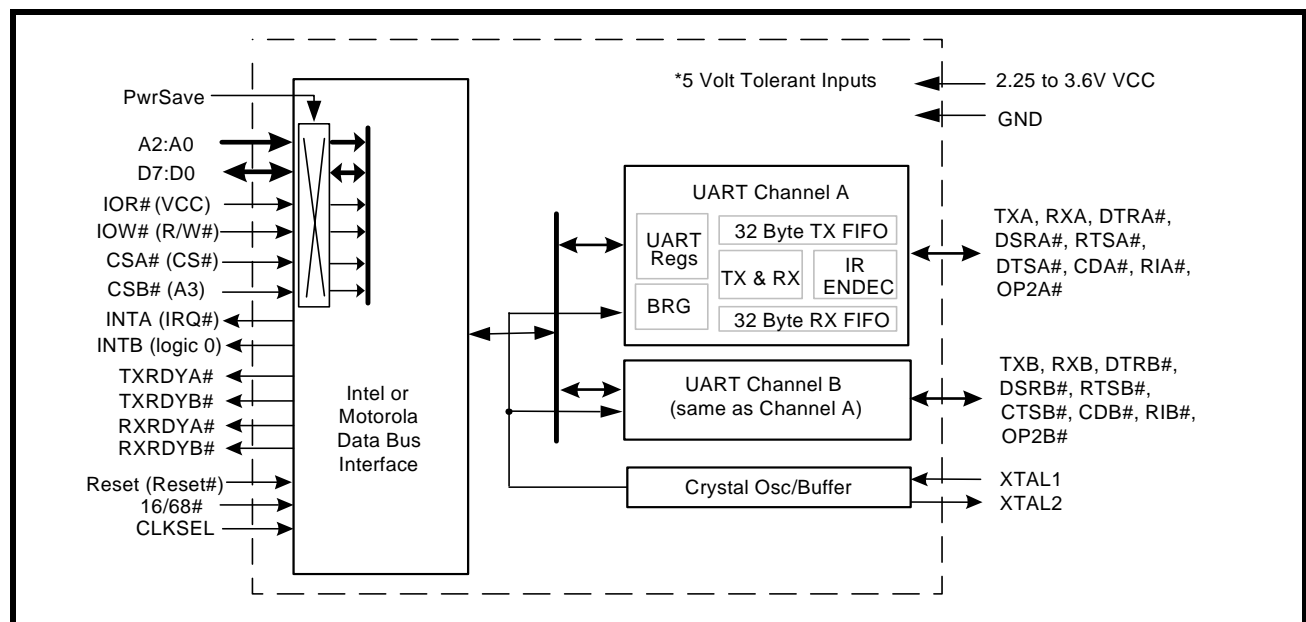 *5 Volt Tolerant Inputs
2.25 to 3.6V VCC
GND
PwrSave
A2:A0
D7:D0
IOR# (VCC)
IOW# (R/W#)
CSA# (CS#)
CSB# (A3)
INTA (IRQ#)
INTB (logic 0)
TXRDYA#
TXRDYB#
RXRDYA#
RXRDYB#
Reset (Reset#)
16/68#
CLKSEL
Intel or
Motorola
Data Bus
Interface
UART Channel A
UART
Regs
BRG
32 Byte TX FIFO
TX & RX
IR
ENDEC
32 Byte RX FIFO
TXA, RXA, DTRA#,
DSRA#, RTSA#,
DTSA#, CDA#, RIA#,
OP2A#
UART Channel B
(same as Channel A)
TXB, RXB, DTRB#,
DSRB#, RTSB#,
CTSB#, CDB#, RIB#,
OP2B#
Crystal Osc/Buffer
XTAL1
XTAL2